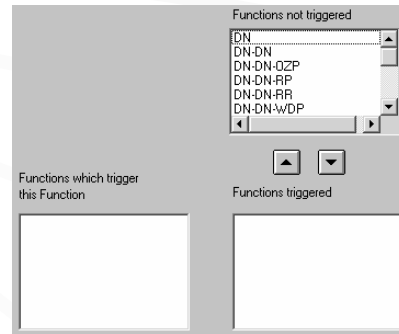 Functions not triggered
DN
DN-DN
DN-DN-OZP
DN-DN-RP
DN-DN-RR
DN-DN-WDP
Functions which trigger
this Function
Functions triggered